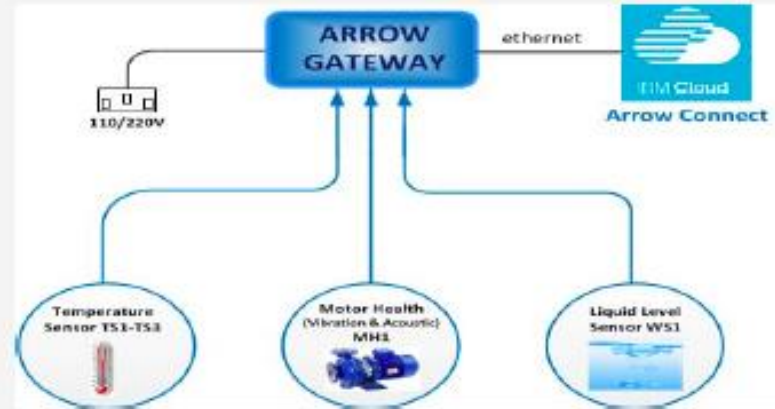 ARROW
GATEWAY
ethernet
IBM Cloud
Arrow Connect
110/220V
Temperature
Sensor TS1-TS3
Motor Health
(Vibration & Acoustic)
MH1
Liquid Level
Sensor WS1